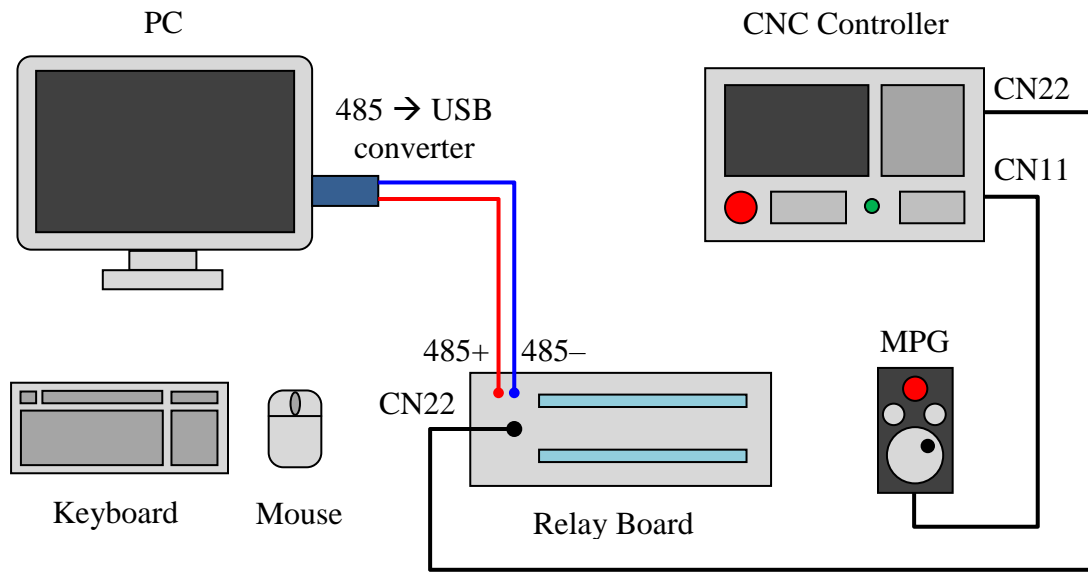 PC
CNC Controller
485 → USB
converter
CN22
CN11
485+
485–
MPG
CN22
Keyboard
Mouse
Relay Board